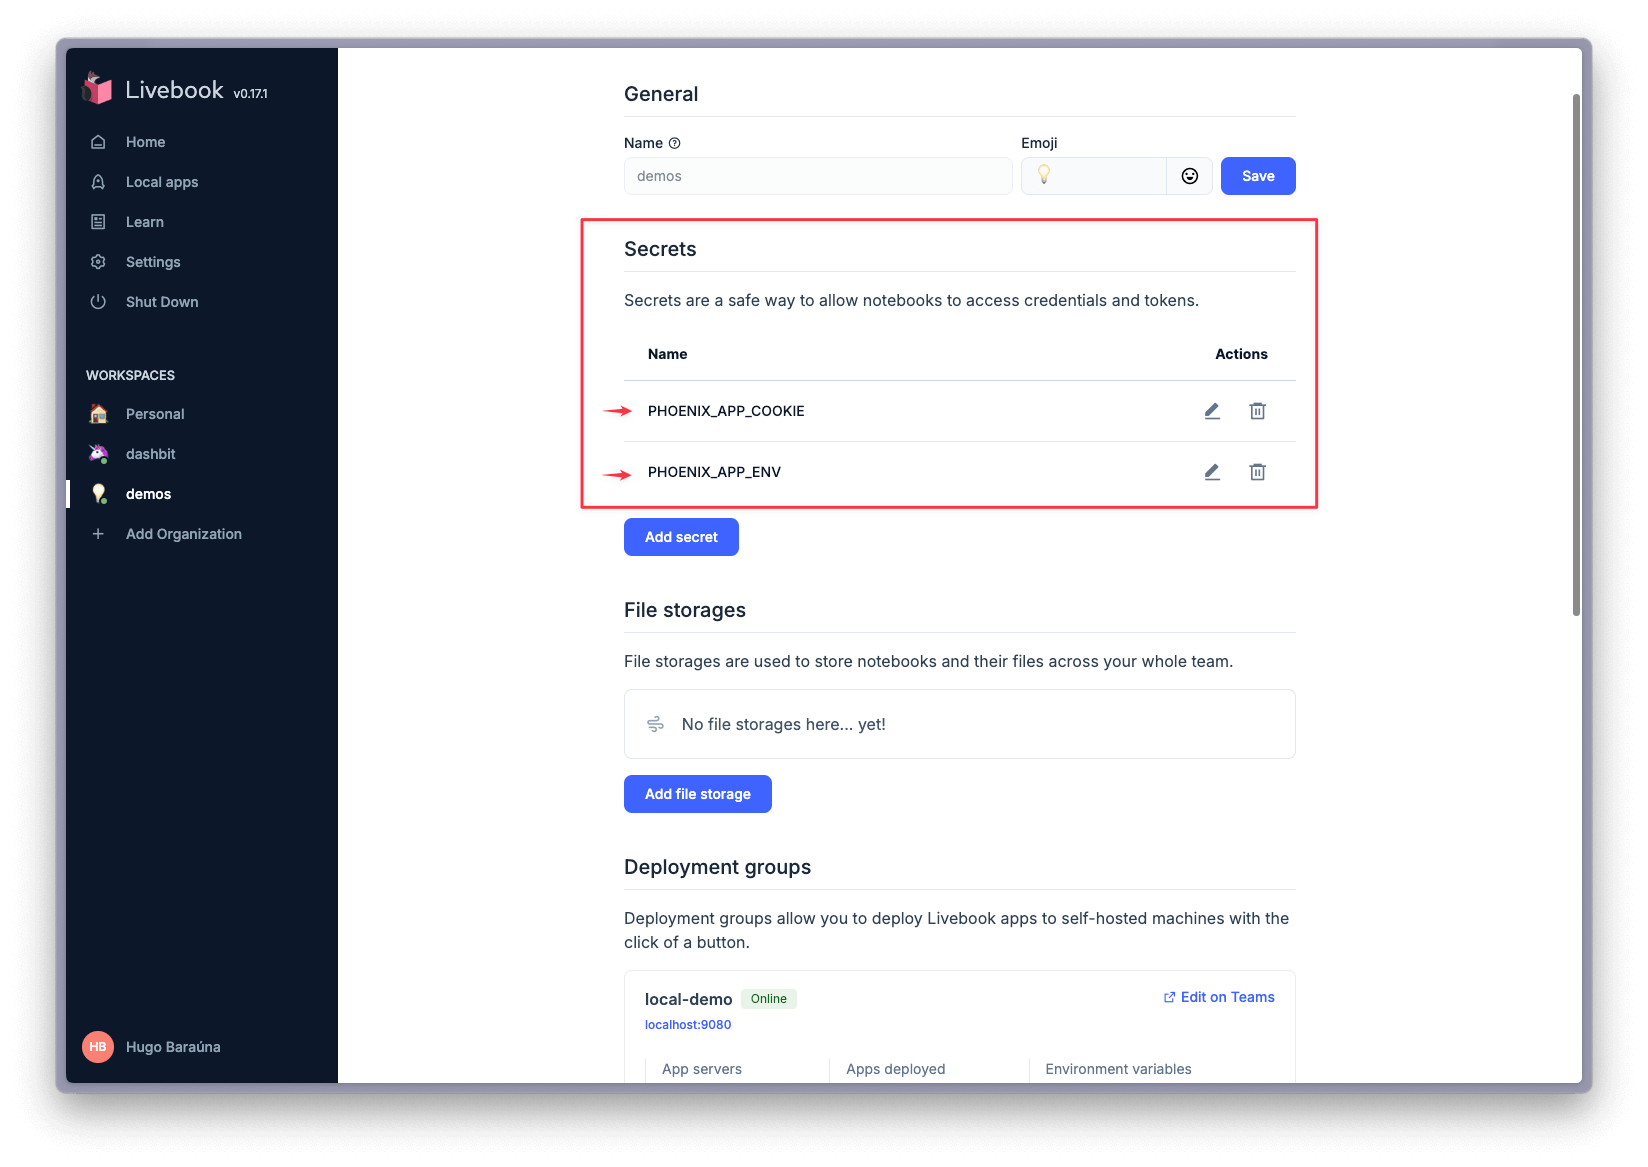 Livebook v0.17.1
Home
Local apps
Learn
Settings
Shut Down
WORKSPACES
Personal
dashbit
demos
Add Organization
HB Hugo Baraúna
General
Name
Emoji
demos
Save
Secrets
Secrets are a safe way to allow notebooks to access credentials and tokens.
Name Actions
PHOENIX_APP_COOKIE
PHOENIX_APP_ENV
Add secret
File storages
File storages are used to store notebooks and their files across your whole team.
No file storages here... yet!
Add file storage
Deployment groups
Deployment groups allow you to deploy Livebook apps to self-hosted machines with the
click of a button.
local-demo Online Edit on Teams
localhost:9080
App servers Apps deployed Environment variables